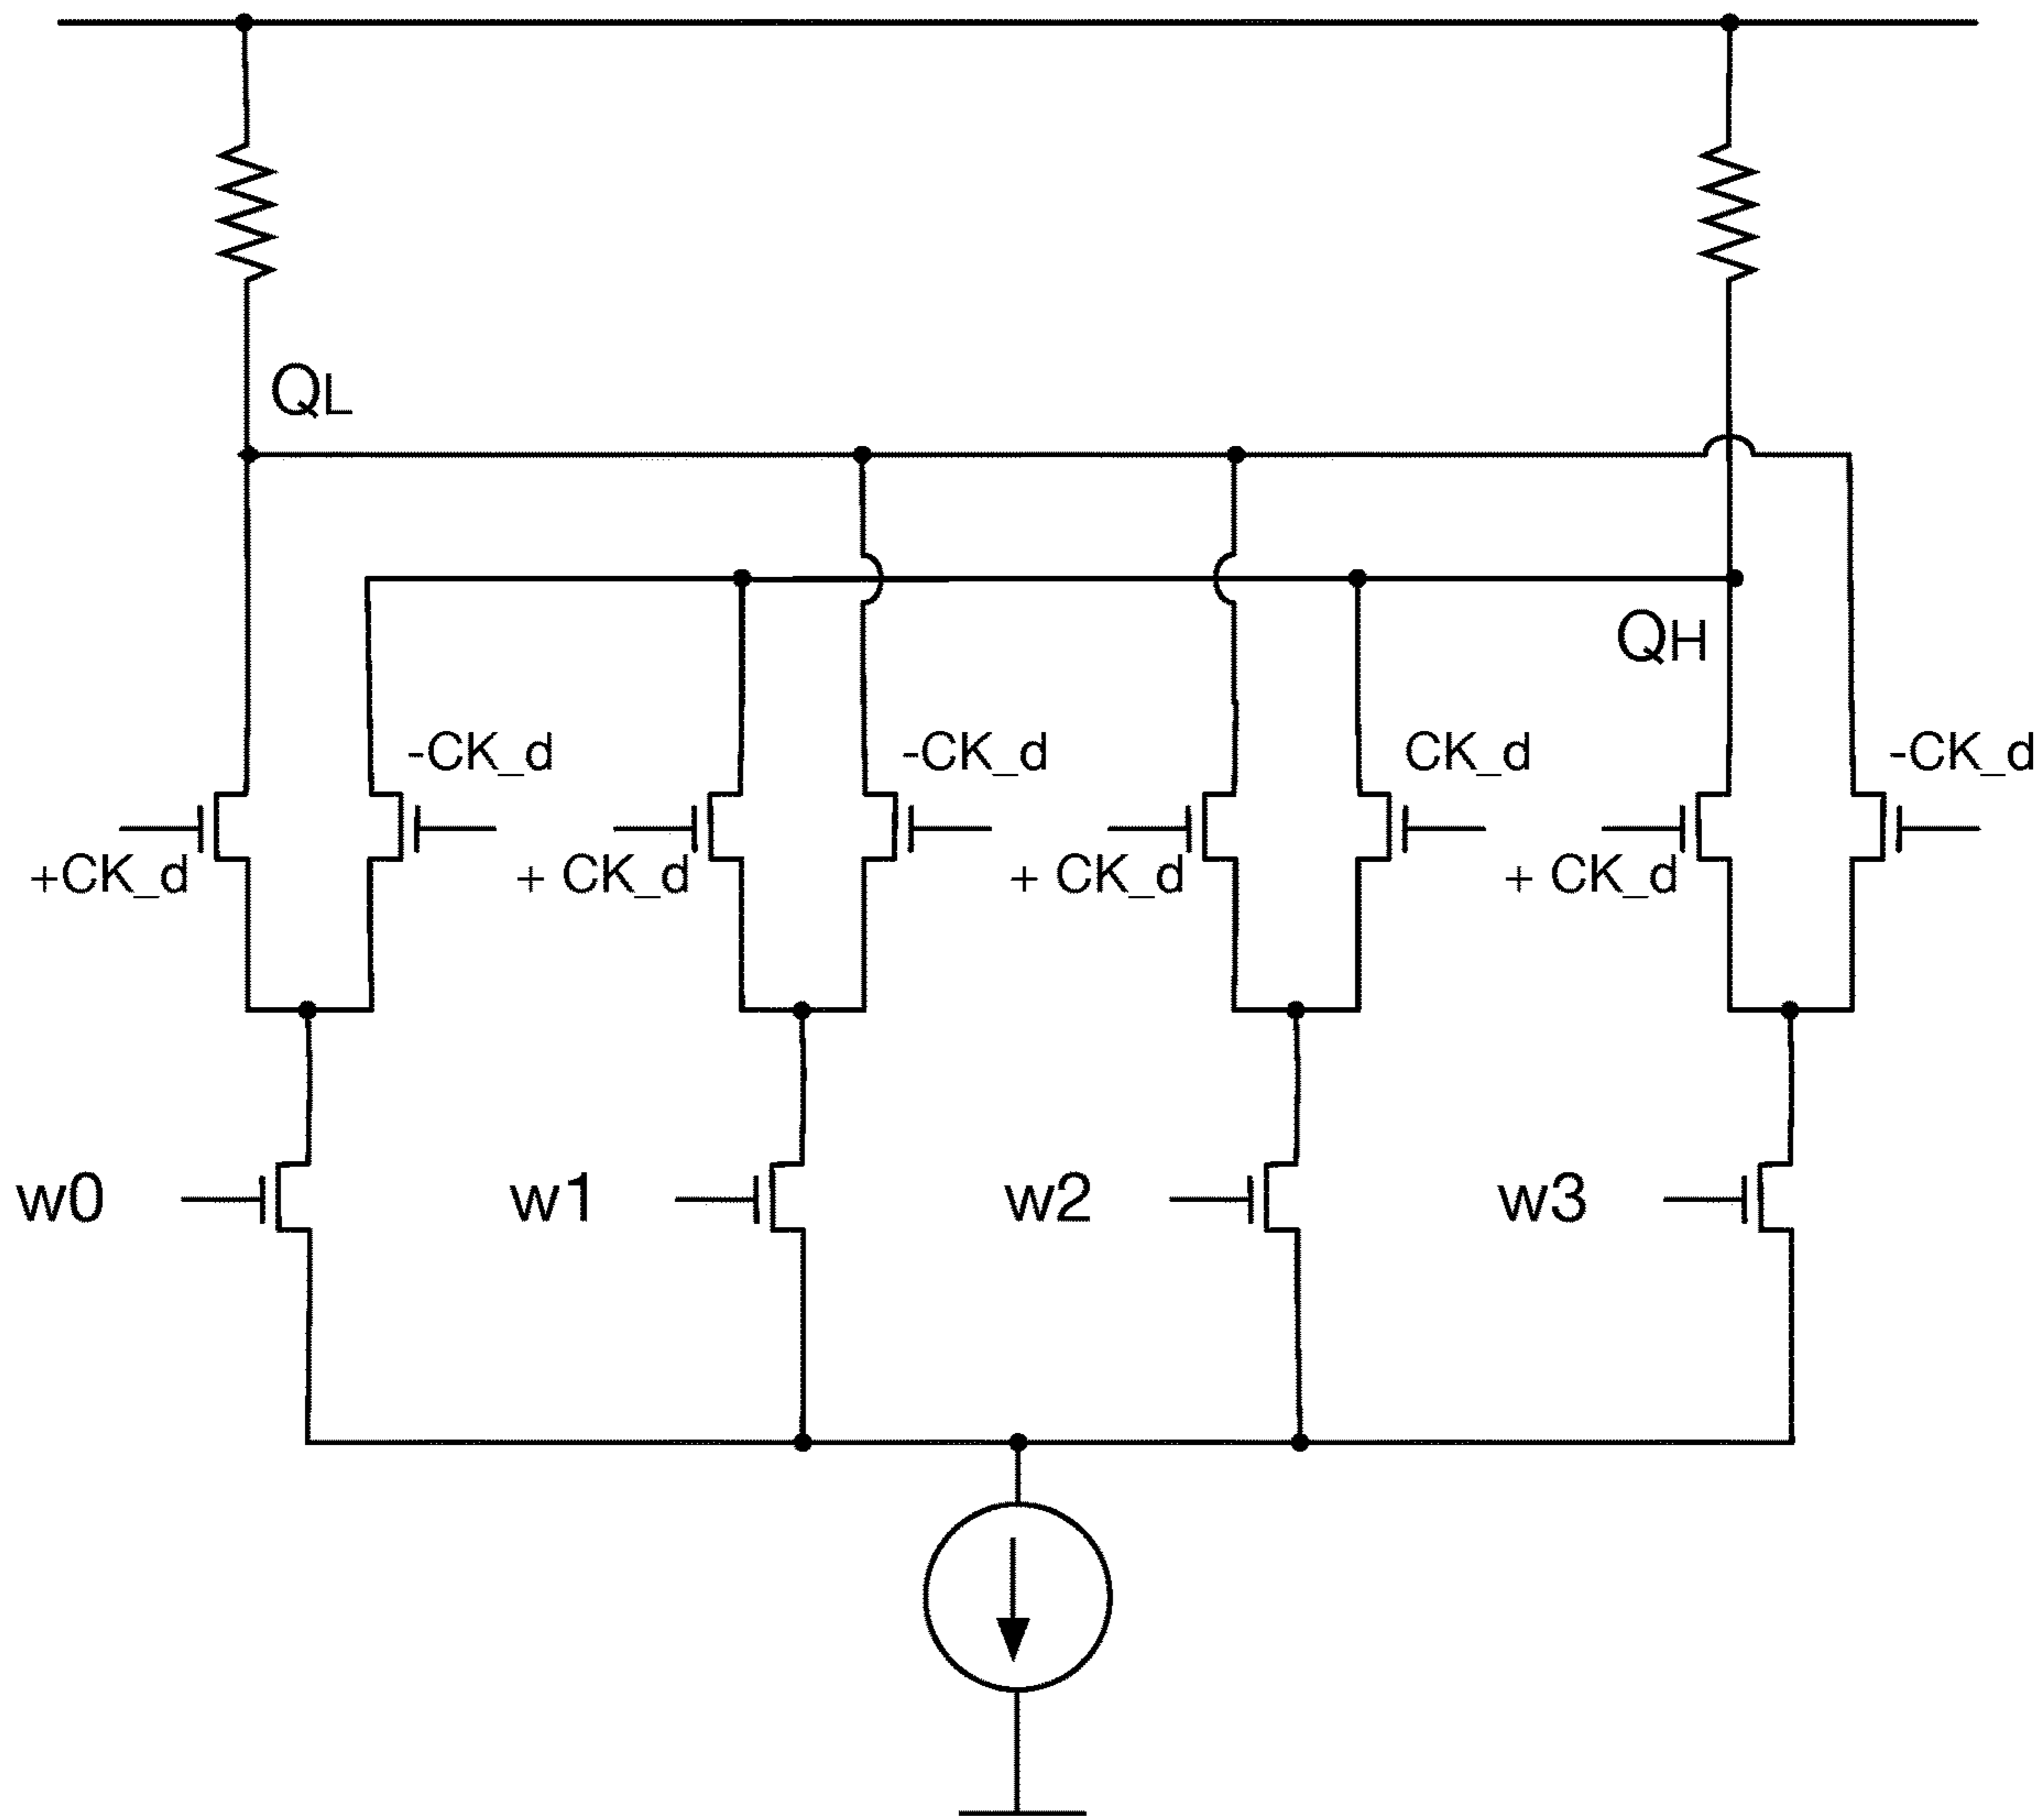 QL
QH
-CK_d
-CK_d
CK_d
-CK_d
+CK_d
+ CK_d
+ CK_d
+ CK_d
w0
w1
w2
w3